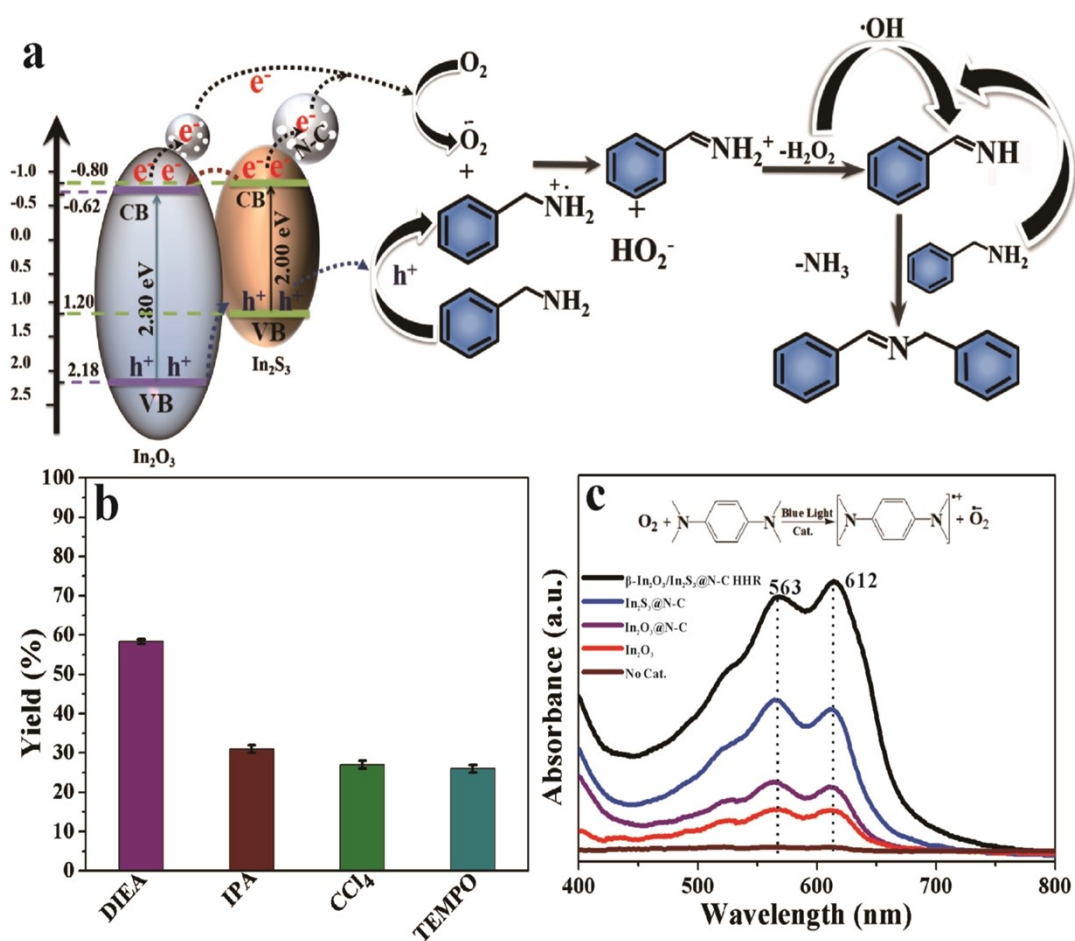 a
e⁻
O₂
e⁻
e⁻
N-C
Ȯ₂⁻
·OH
-1.0
-0.80
-0.5
-0.62
0.0
0.5
1.0
1.20
1.5
2.0
2.18
2.5
e⁻ e⁻
CB
2.80 eV
h⁺ h⁺
VB
In₂O₃
e⁻ e⁻
CB
2.00 eV
h⁺ h⁺
VB
In₂S₃
+
NH₂⁺·
h⁺
NH₂
NH₂⁺
+
HO₂⁻
-H₂O₂
NH
-NH₃
NH₂
N
b
Yield (%)
100
90
80
70
60
50
40
30
20
10
0
DIEA
IPA
CCl₄
TEMPO
c
O₂ + N N Blue Light Cat. [N N]·⁺ + Ȯ₂⁻
β-In₂O₃/In₂S₃@N-C HHR
In₂S₃@N-C
In₂O₃@N-C
In₂O₃
No Cat.
563
612
Absorbance (a.u.)
400 500 600 700 800
Wavelength (nm)